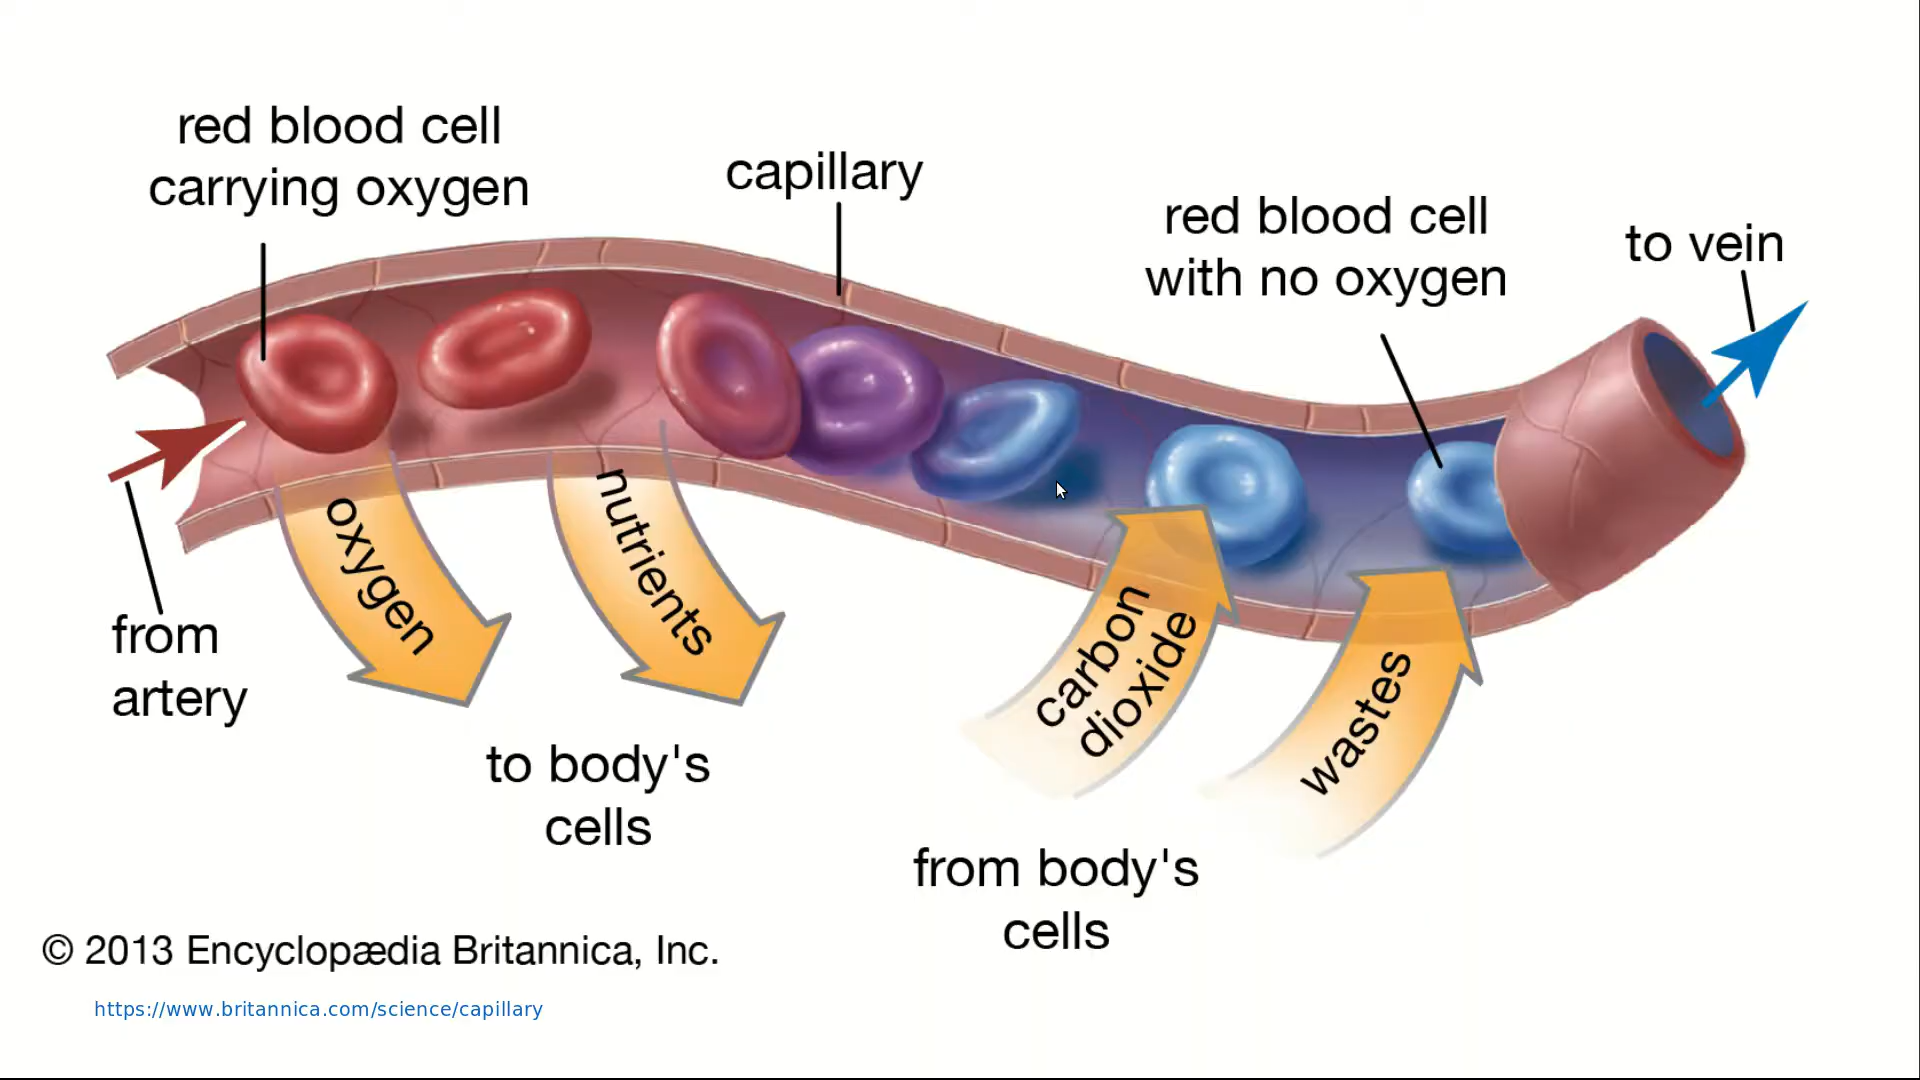 red blood cell
carrying oxygen
capillary
red blood cell
with no oxygen
to vein
from
artery
oxygen
nutrients
to body's
cells
carbon
dioxide
wastes
from body's
cells
© 2013 Encyclopædia Britannica, Inc.
https://www.britannica.com/science/capillary